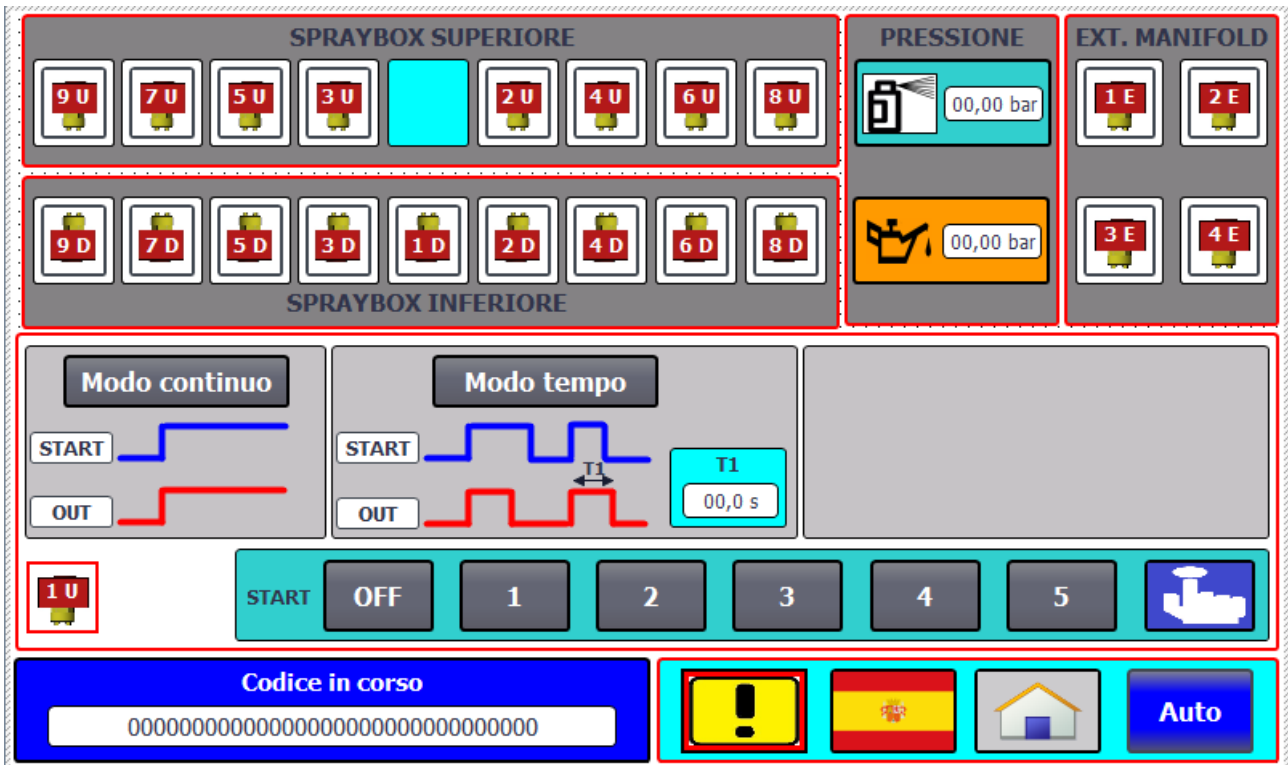 SPRAYBOX SUPERIORE
9 U 7 U 5 U 3 U 2 U 4 U 6 U 8 U
9 D 7 D 5 D 3 D 1 D 2 D 4 D 6 D 8 D
SPRAYBOX INFERIORE
PRESSIONE
00,00 bar
00,00 bar
EXT. MANIFOLD
1 E 2 E
3 E 4 E
Modo continuo
START
OUT
Modo tempo
START
T1
OUT
T1
00,0 s
1 U
START OFF 1 2 3 4 5
Codice in corso
00000000000000000000000000000000
! Auto